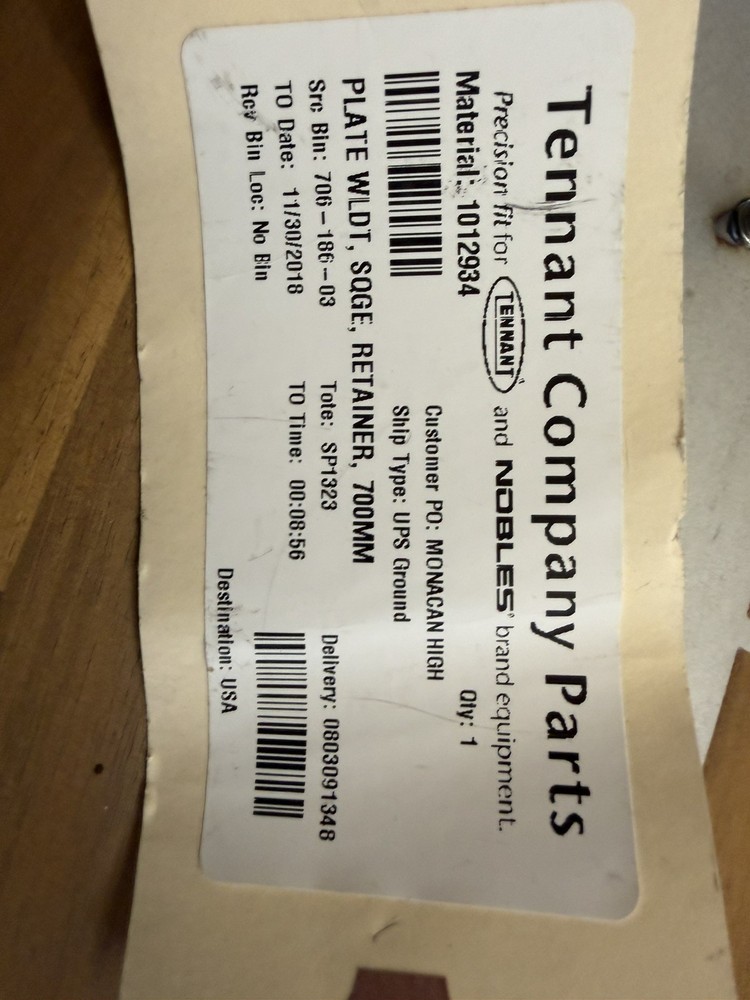 Tennant Company Parts
Precision fit for TENNANT and NOBLES® brand equipment.
Material: 1012934
Qty: 1
Customer PO: MONACAN HIGH
Ship Type: UPS Ground
PLATE WLDT, SQGE, RETAINER, 700MM
Src Bin: 706-186-03
Tote: SP1323
Delivery: 0803091348
TO Date: 11/30/2018
TO Time: 00:08:56
Rcv Bin Loc: No Bin
Destination: USA